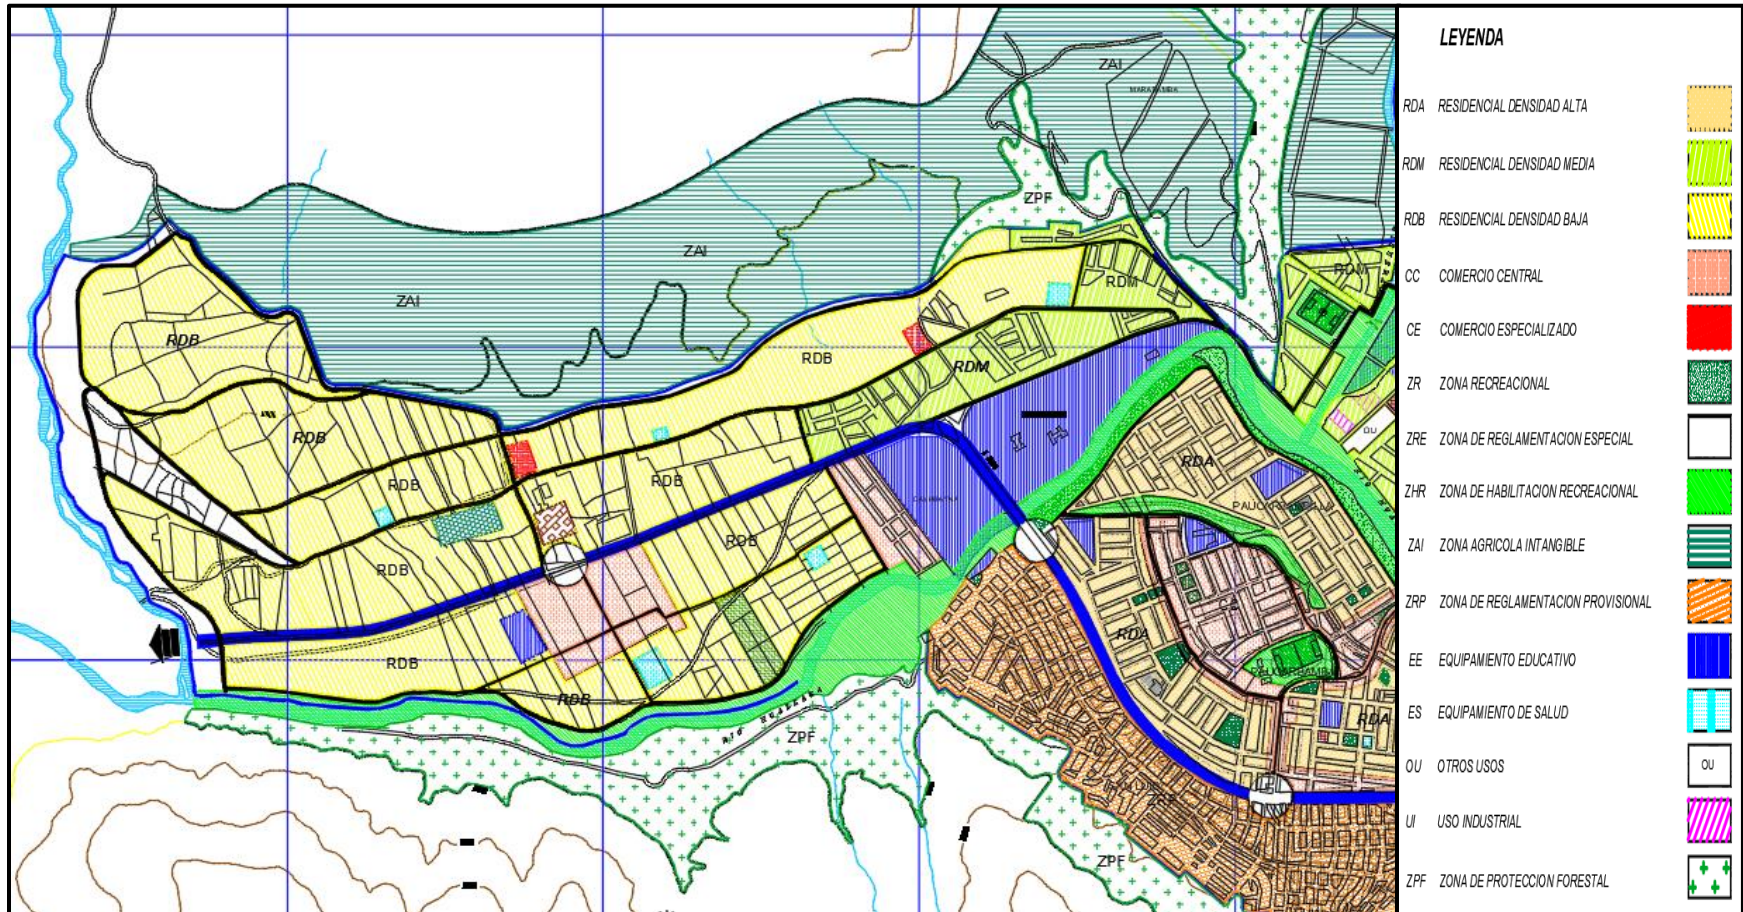 LEYENDA
RDA RESIDENCIAL DENSIDAD ALTA
RDM RESIDENCIAL DENSIDAD MEDIA
RDB RESIDENCIAL DENSIDAD BAJA
CC COMERCIO CENTRAL
CE COMERCIO ESPECIALIZADO
ZR ZONA RECREACIONAL
ZRE ZONA DE REGLAMENTACION ESPECIAL
ZHR ZONA DE HABILITACION RECREACIONAL
ZAI ZONA AGRICOLA INTANGIBLE
ZRP ZONA DE REGLAMENTACION PROVISIONAL
EE EQUIPAMIENTO EDUCATIVO
ES EQUIPAMIENTO DE SALUD
OU OTROS USOS OU
UI USO INDUSTRIAL
ZPF ZONA DE PROTECCION FORESTAL
ZAI
MARABAMBA
ZPF
ZAI
ZAI
RDM
RDM
RDB
RDB
RDM
RDB
OU
RDA
RDB
RDB
RDB
RDB
RDB
RDA
RDB
RDB
RDA
RIO HUALLAGA
ZPF
ZPF